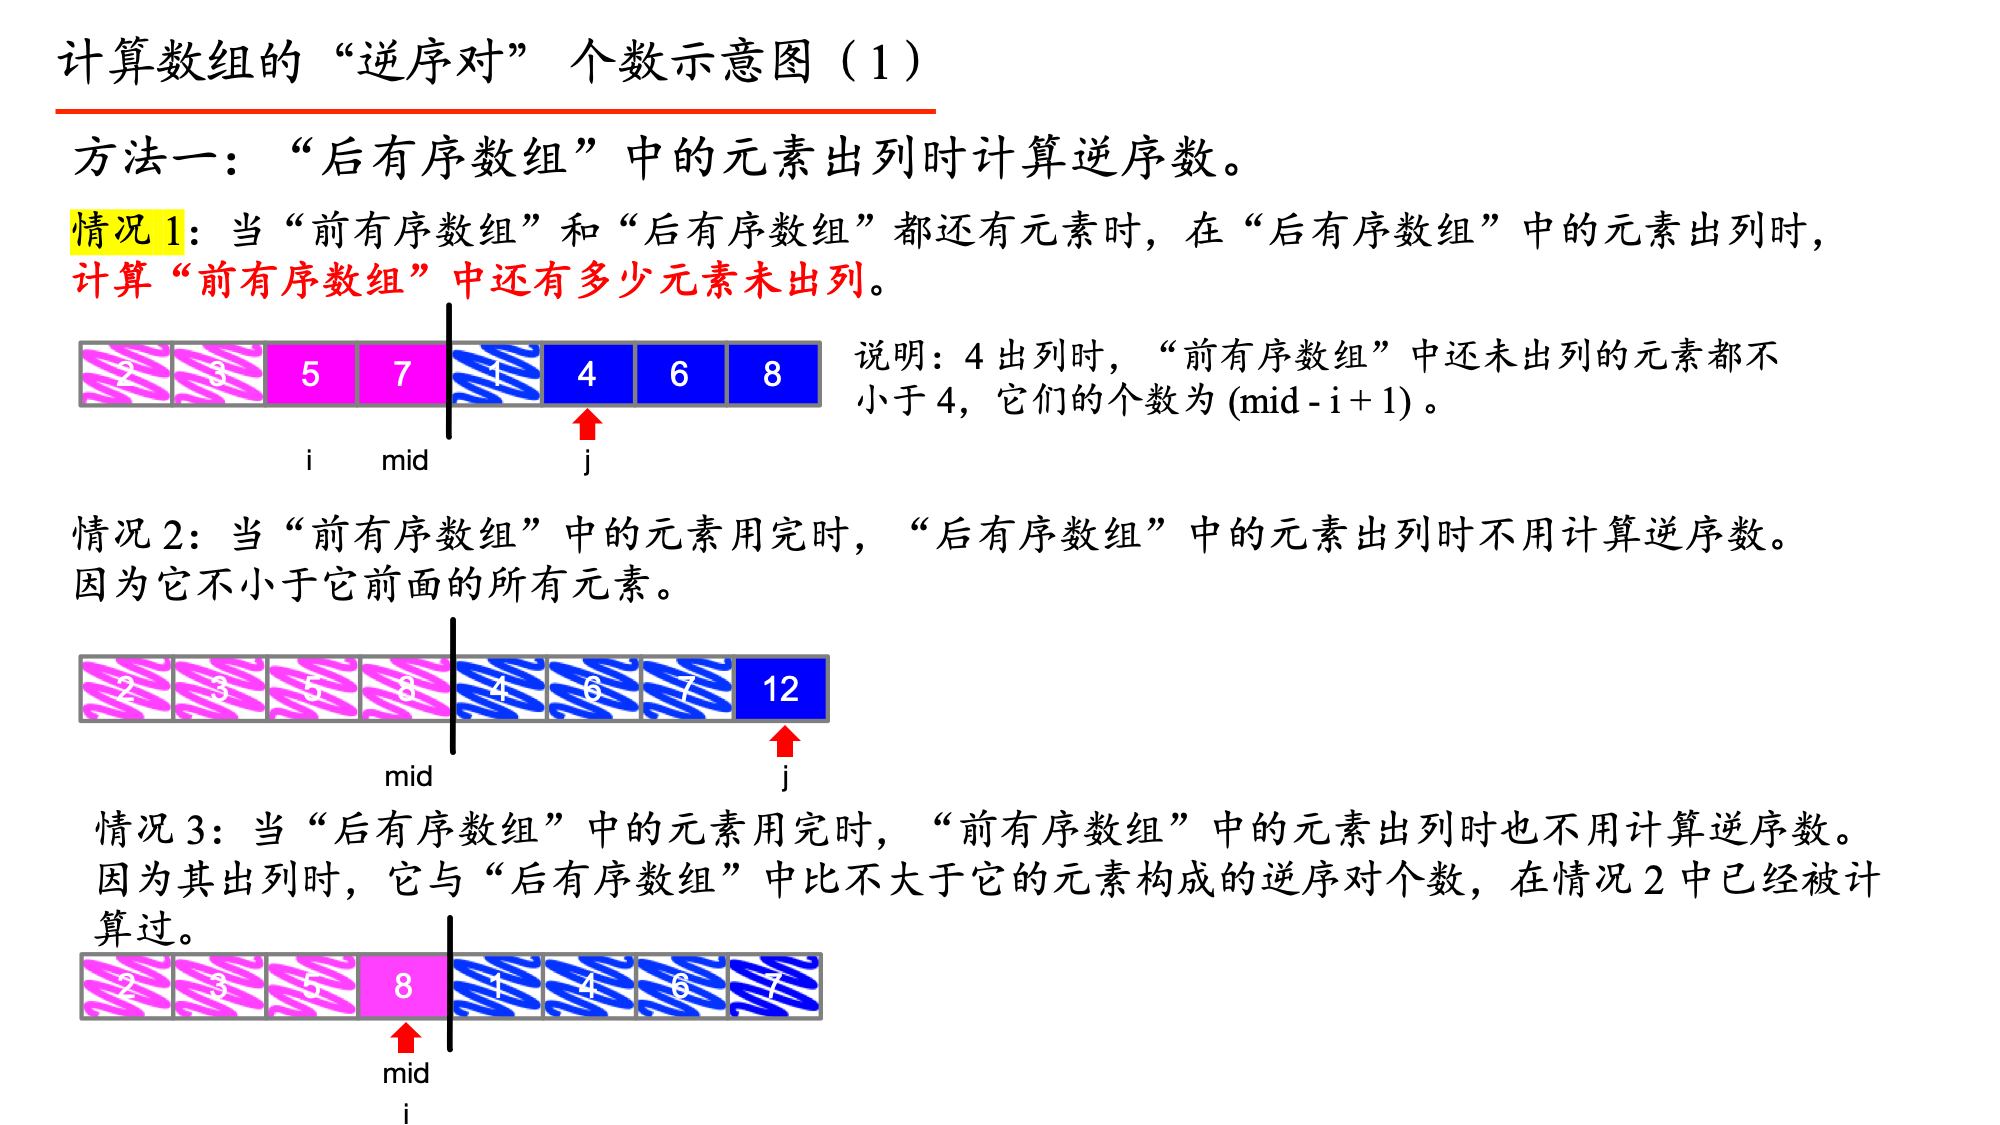 计算数组的“逆序对” 个数示意图（1）
方法一：“后有序数组”中的元素出列时计算逆序数。
情况 1：当“前有序数组”和“后有序数组”都还有元素时，在“后有序数组”中的元素出列时，
计算“前有序数组”中还有多少元素未出列。
2 3 5 7 1 4 6 8
说明：4 出列时，“前有序数组”中还未出列的元素都不
小于 4，它们的个数为 (mid - i + 1) 。
i mid j
情况 2：当“前有序数组”中的元素用完时，“后有序数组”中的元素出列时不用计算逆序数。
因为它不小于它前面的所有元素。
2 3 5 8 4 6 7 12
mid j
情况 3：当“后有序数组”中的元素用完时，“前有序数组”中的元素出列时也不用计算逆序数。
因为其出列时，它与“后有序数组”中比不大于它的元素构成的逆序对个数，在情况 2 中已经被计
算过。
2 3 5 8 1 4 6 7
mid
i